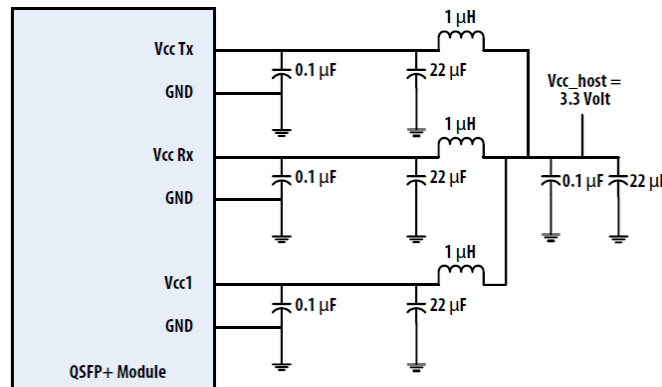 1 µH
Vcc Tx
0.1 µF
22 µF
Vcc_host =
3.3 Volt
GND
1 µH
Vcc Rx
0.1 µF
22 µF
0.1 µF
22 µF
GND
1 µH
Vcc1
0.1 µF
22 µF
GND
QSFP+ Module